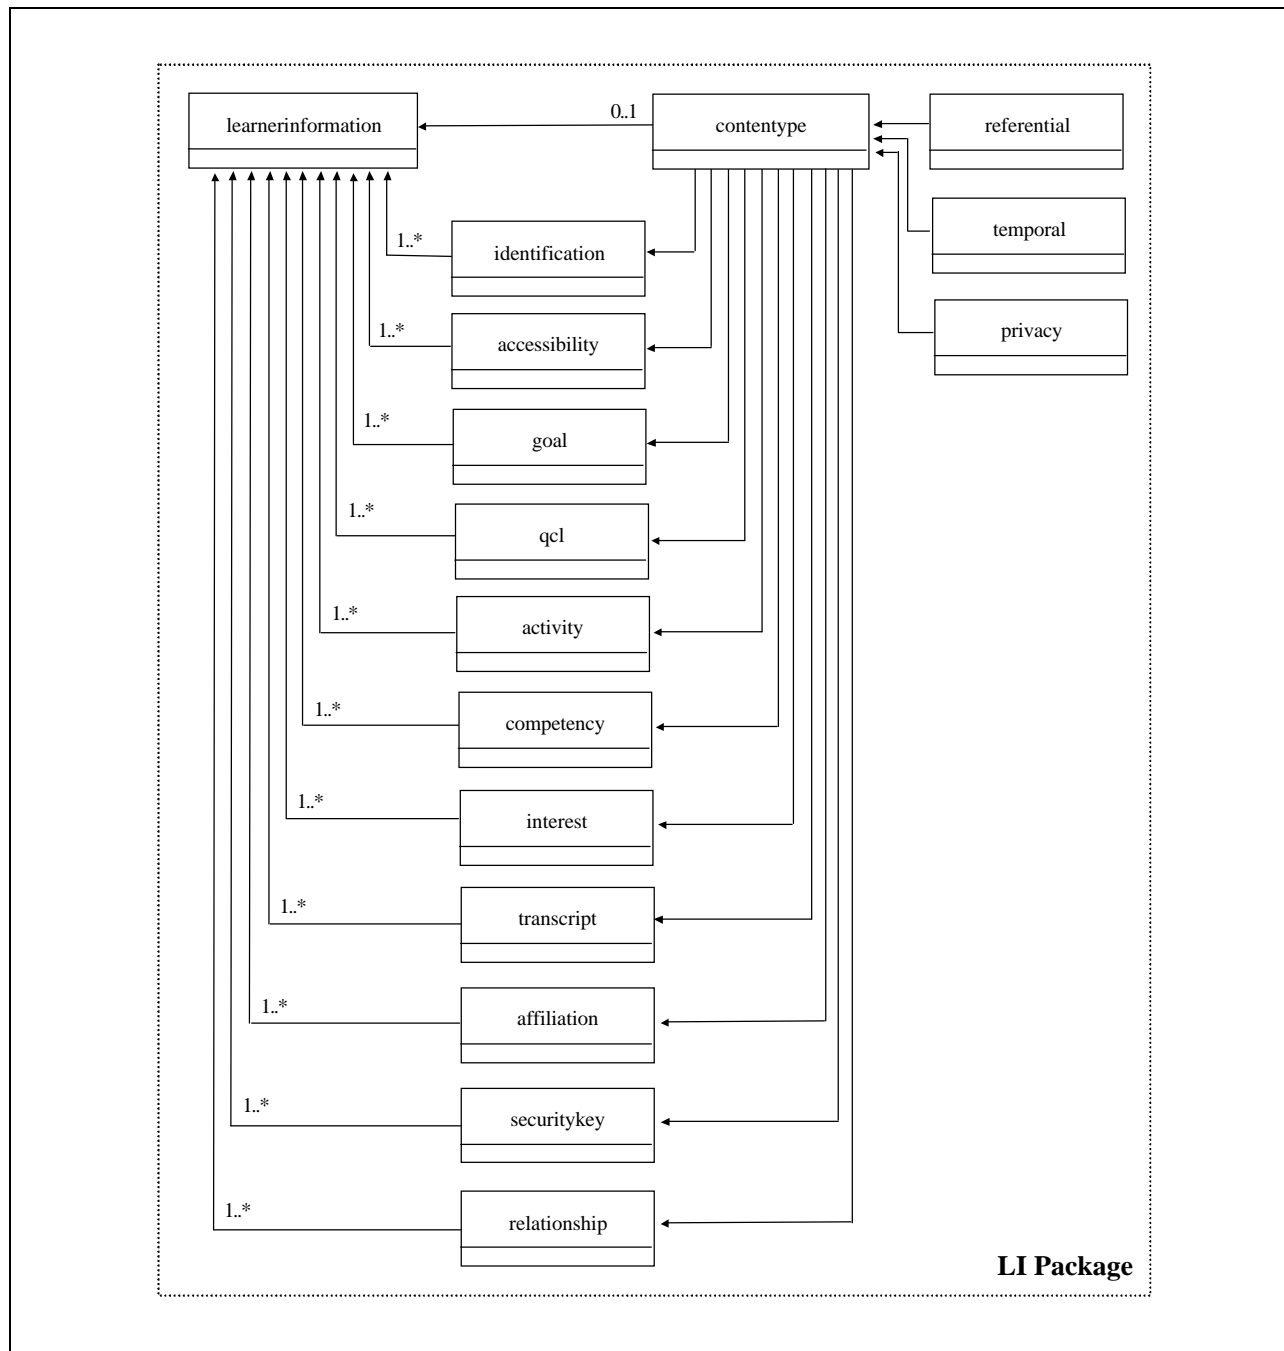 learnerinformation
0..1
contentype
referential
temporal
1..*
identification
privacy
1..*
accessibility
1..*
goal
1..*
qcl
1..*
activity
1..*
competency
1..*
interest
1..*
transcript
1..*
affiliation
1..*
securitykey
1..*
relationship
LI Package